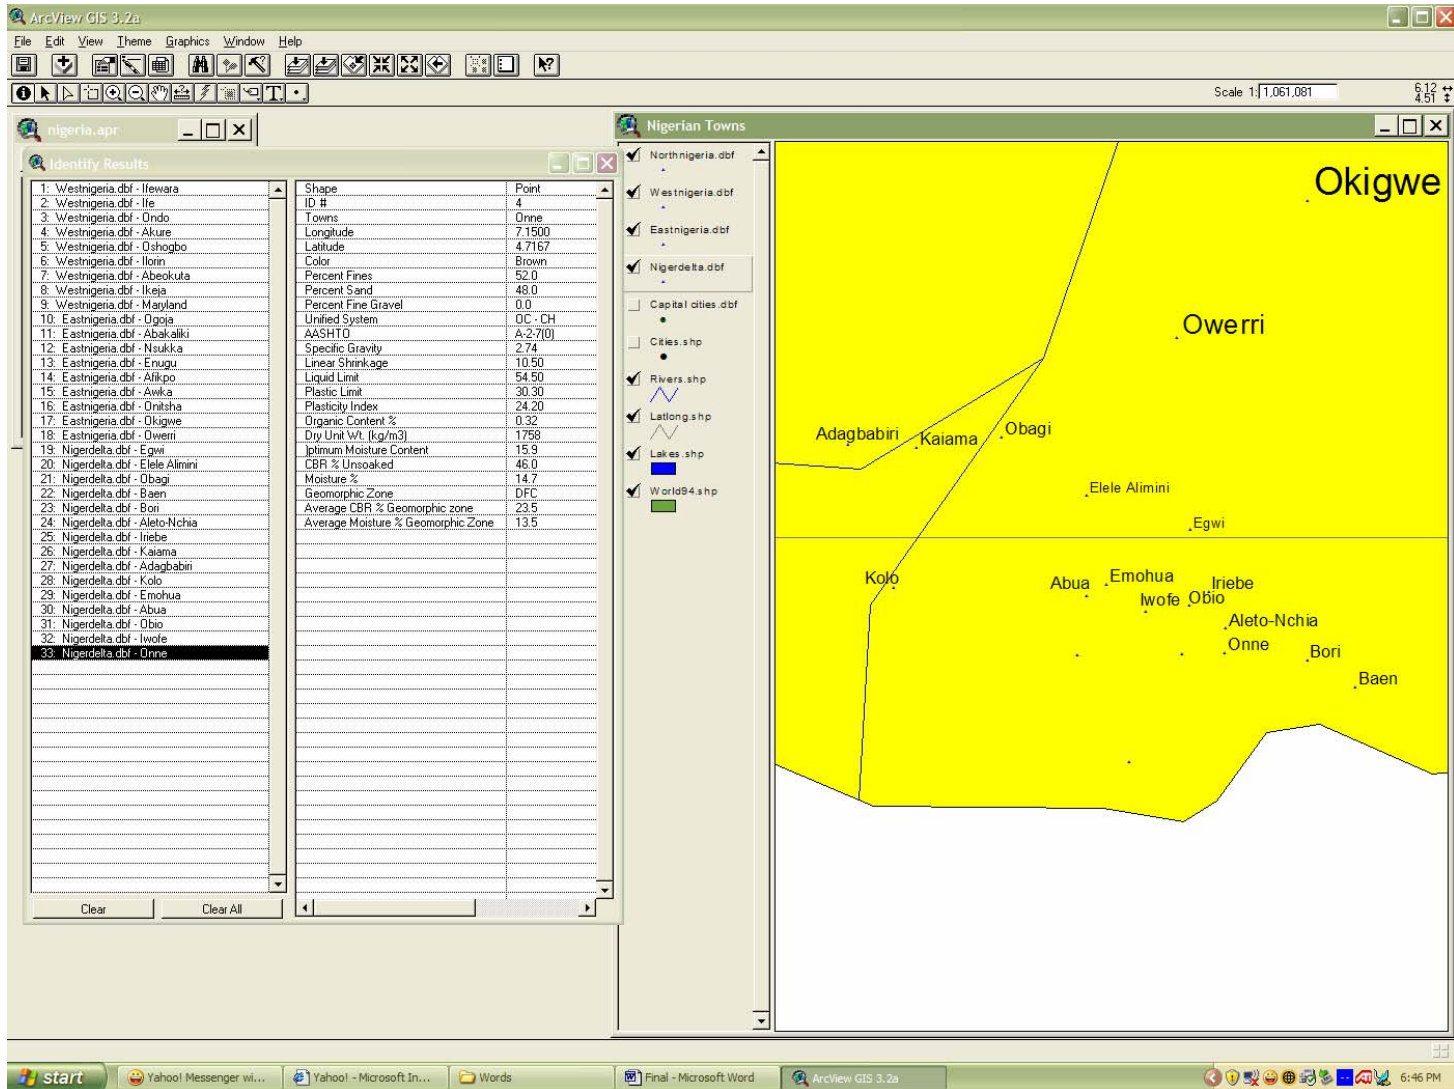 ArcView GIS 3.2a
File Edit View Theme Graphics Window Help
Scale 1: 1,061,081
6.12
4.51
nigeria.apr
Identify Results
1: Westnigeria.dbf - Ifewara
2: Westnigeria.dbf - Ife
3: Westnigeria.dbf - Ondo
4: Westnigeria.dbf - Akure
5: Westnigeria.dbf - Oshogbo
6: Westnigeria.dbf - Ilorin
7: Westnigeria.dbf - Abeokuta
8: Westnigeria.dbf - Ikeja
9: Westnigeria.dbf - Maryland
10: Eastnigeria.dbf - Ogoja
11: Eastnigeria.dbf - Abakaliki
12: Eastnigeria.dbf - Nsukka
13: Eastnigeria.dbf - Enugu
14: Eastnigeria.dbf - Afikpo
15: Eastnigeria.dbf - Awka
16: Eastnigeria.dbf - Onitsha
17: Eastnigeria.dbf - Okigwe
18: Eastnigeria.dbf - Owerri
19: Nigerdelta.dbf - Egwi
20: Nigerdelta.dbf - Elele Alimini
21: Nigerdelta.dbf - Obagi
22: Nigerdelta.dbf - Baen
23: Nigerdelta.dbf - Bori
24: Nigerdelta.dbf - Aleto-Nchia
25: Nigerdelta.dbf - Iriebe
26: Nigerdelta.dbf - Kaiama
27: Nigerdelta.dbf - Adagbabiri
28: Nigerdelta.dbf - Kolo
29: Nigerdelta.dbf - Emohua
30: Nigerdelta.dbf - Abua
31: Nigerdelta.dbf - Obio
32: Nigerdelta.dbf - Iwofe
33: Nigerdelta.dbf - Onne
Clear Clear All
Shape Point
ID # 4
Towns Onne
Longitude 7.1500
Latitude 4.7167
Color Brown
Percent Fines 52.0
Percent Sand 48.0
Percent Fine Gravel 0.0
Unified System OC - CH
AASHTO A-2-7(0)
Specific Gravity 2.74
Linear Shrinkage 10.50
Liquid Limit 54.50
Plastic Limit 30.30
Plasticity Index 24.20
Organic Content % 0.32
Dry Unit Wt. (kg/m3) 1758
)ptimum Moisture Content 15.9
CBR % Unsoaked 46.0
Moisture % 14.7
Geomorphic Zone DFC
Average CBR % Geomorphic zone 23.5
Average Moisture % Geomorphic Zone 13.5
Nigerian Towns
Northnigeria.dbf
Westnigeria.dbf
Eastnigeria.dbf
Nigerdelta.dbf
Capital cities.dbf
Cities.shp
Rivers.shp
Latlong.shp
Lakes.shp
World94.shp
Okigwe
Owerri
Adagbabiri Kaiama Obagi
Elele Alimini
Egwi
Kolo Abua Emohua Iriebe
Iwofe Obio
Aleto-Nchia
Onne Bori
Baen
start Yahoo! Messenger wi... Yahoo! - Microsoft In... Words Final - Microsoft Word ArcView GIS 3.2a 6:46 PM